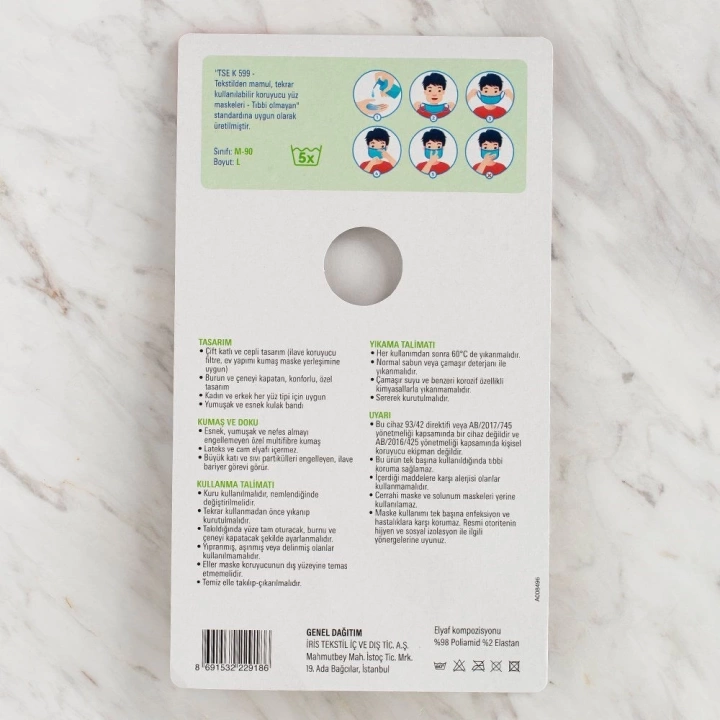 "TSE K 599 -
Tekstilden mamul, tekrar
kullanılabilir koruyucu yüz
maskeleri - Tıbbi olmayan"
standardına uygun olarak
üretilmiştir.
Sınıfı: M-90
Boyut: L
5x
1
2
3
4
5
TASARIM
• Çift katlı ve cepli tasarım (ilave koruyucu
filtre, ev yapımı kumaş maske yerleşimine
uygun)
• Burun ve çeneyi kapatan, konforlu, özel
tasarım
• Kadın ve erkek her yüz tipi için uygun
• Yumuşak ve esnek kulak bandı
KUMAŞ VE DOKU
• Esnek, yumuşak ve nefes almayı
engellemeyen özel multifibre kumaş
• Lateks ve cam elyafı içermez.
• Büyük katı ve sıvı partikülleri engelleyen, ilave
bariyer görevi görür.
KULLANMA TALİMATI
• Kuru kullanılmalıdır, nemlendiğinde
değiştirilmelidir.
• Tekrar kullanmadan önce yıkanıp
kurutulmalıdır.
• Takıldığında yüze tam oturacak, burnu ve
çeneyi kapatacak şekilde ayarlanmalıdır.
• Yıpranmış, aşınmış veya delinmiş olanlar
kullanılmamalıdır.
• Eller maske koruyucunun dış yüzeyine temas
etmemelidir.
• Temiz elle takılıp-çıkarılmalıdır.
YIKAMA TALİMATI
• Her kullanımdan sonra 60°C de yıkanmalıdır.
• Normal sabun veya çamaşır deterjanı ile
yıkanmalıdır.
• Çamaşır suyu ve benzeri korozif özellikli
kimyasallarla yıkanmamalıdır.
• Sererek kurutulmalıdır.
UYARI
• Bu cihaz 93/42 direktifi veya AB/2017/745
yönetmeliği kapsamında bir cihaz değildir ve
AB/2016/425 yönetmeliği kapsamında kişisel
koruyucu ekipman değildir.
• Bu ürün tek başına kullanıldığında tıbbi
koruma sağlamaz.
• İçerdiği maddelere karşı alerjisi olanlar
kullanmamalıdır.
• Cerrahi maske ve solunum maskeleri yerine
kullanılamaz.
• Maske kullanımı tek başına enfeksiyon ve
hastalıklara karşı korumaz. Resmi otoritenin
hijyen ve sosyal izolasyon ile ilgili
yönergelerine uyunuz.
A008496
8 691532 229186
GENEL DAĞITIM
İRİS TEKSTİL İÇ VE DIŞ TİC. A.Ş.
Mahmutbey Mah. İstoç Tic. Mrk.
19. Ada Bağcılar, İstanbul
Elyaf kompozisyonu
%98 Poliamid %2 Elastan